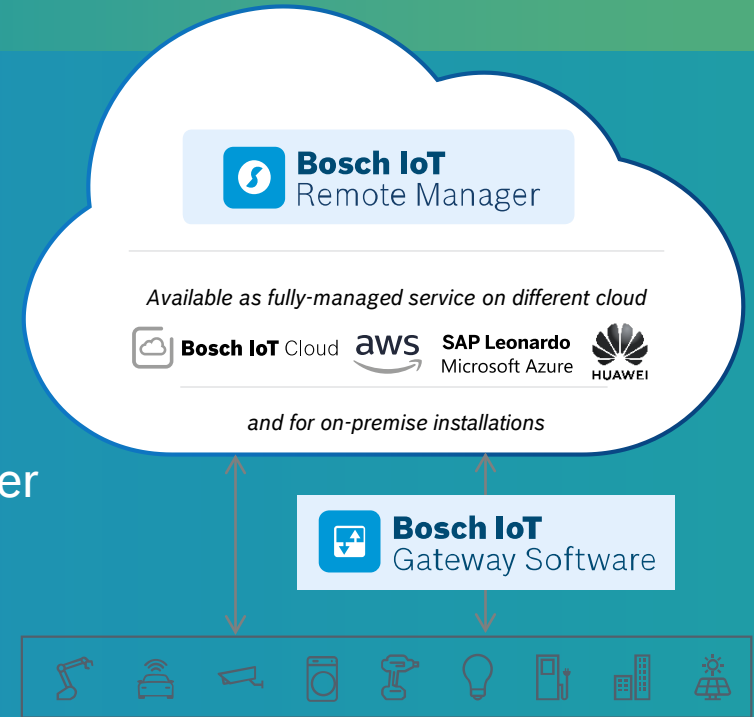 Bosch IoT
Remote Manager
Available as fully-managed service on different cloud
Bosch IoT Cloud
aws
SAP Leonardo
Microsoft Azure
HUAWEI
and for on-premise installations
er
Bosch IoT
Gateway Software